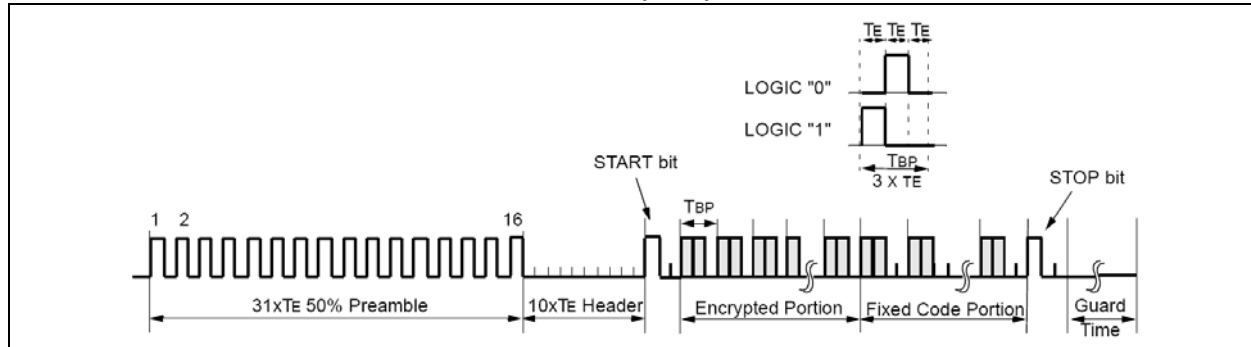 TE TE TE
LOGIC "0"
LOGIC "1"
TBP
3 x TE
START bit
STOP bit
1 2 16
TBP
31xTE 50% Preamble
10xTE Header
Encrypted Portion
Fixed Code Portion
Guard
Time